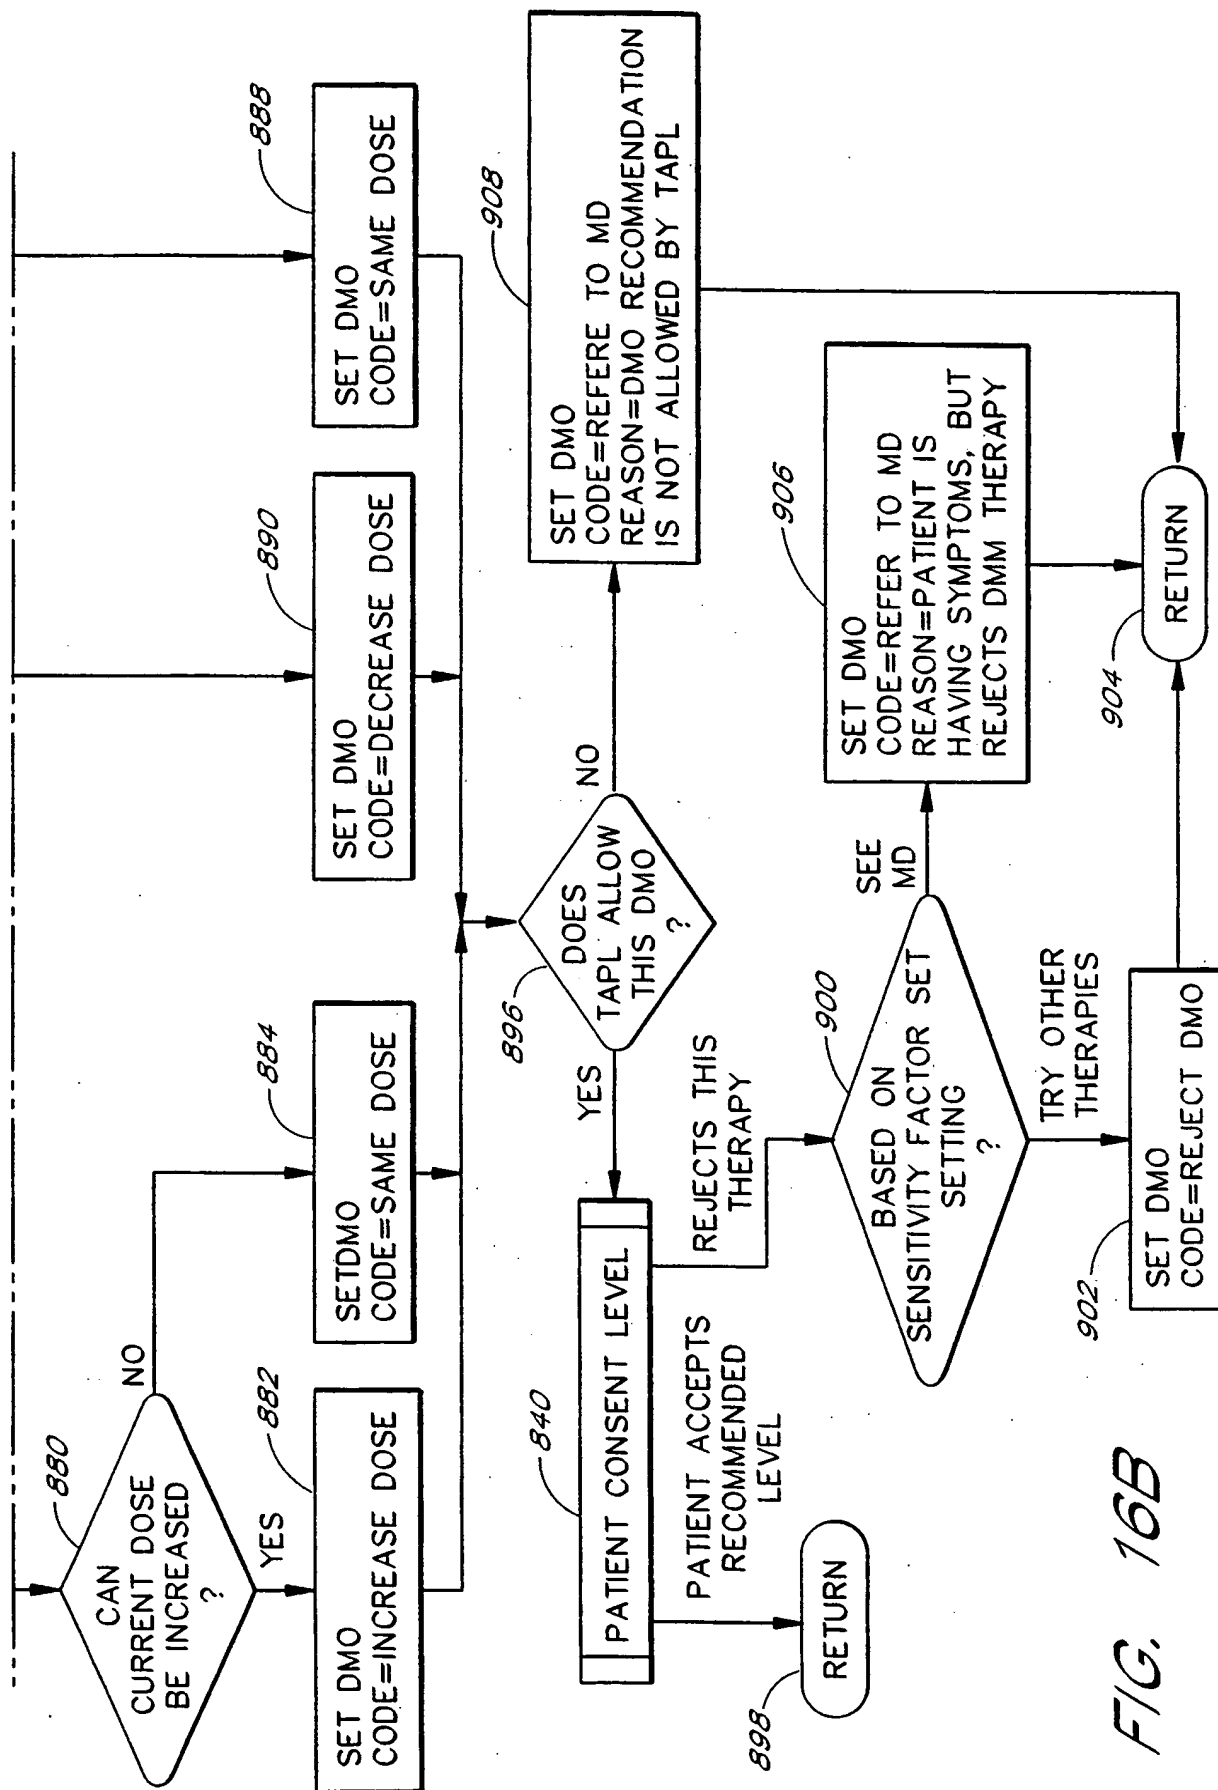 CAN
CURRENT DOSE
BE INCREASED
?
880
NO
YES
882
SET DMO
CODE=INCREASE DOSE
884
SETDMO
CODE=SAME DOSE
890
SET DMO
CODE=DECREASE DOSE
888
SET DMO
CODE=SAME DOSE
896
DOES
TAPL ALLOW
THIS DMO
?
YES
NO
908
SET DMO
CODE=REFERE TO MD
REASON=DMO RECOMMENDATION
IS NOT ALLOWED BY TAPL
840
PATIENT CONSENT LEVEL
PATIENT ACCEPTS
RECOMMENDED
LEVEL
REJECTS THIS
THERAPY
898
RETURN
900
BASED ON
SENSITIVITY FACTOR SET
SETTING
?
SEE
MD
906
SET DMO
CODE=REFER TO MD
REASON=PATIENT IS
HAVING SYMPTOMS, BUT
REJECTS DMM THERAPY
TRY OTHER
THERAPIES
902
SET DMO
CODE=REJECT DMO
904
RETURN
FIG. 16B